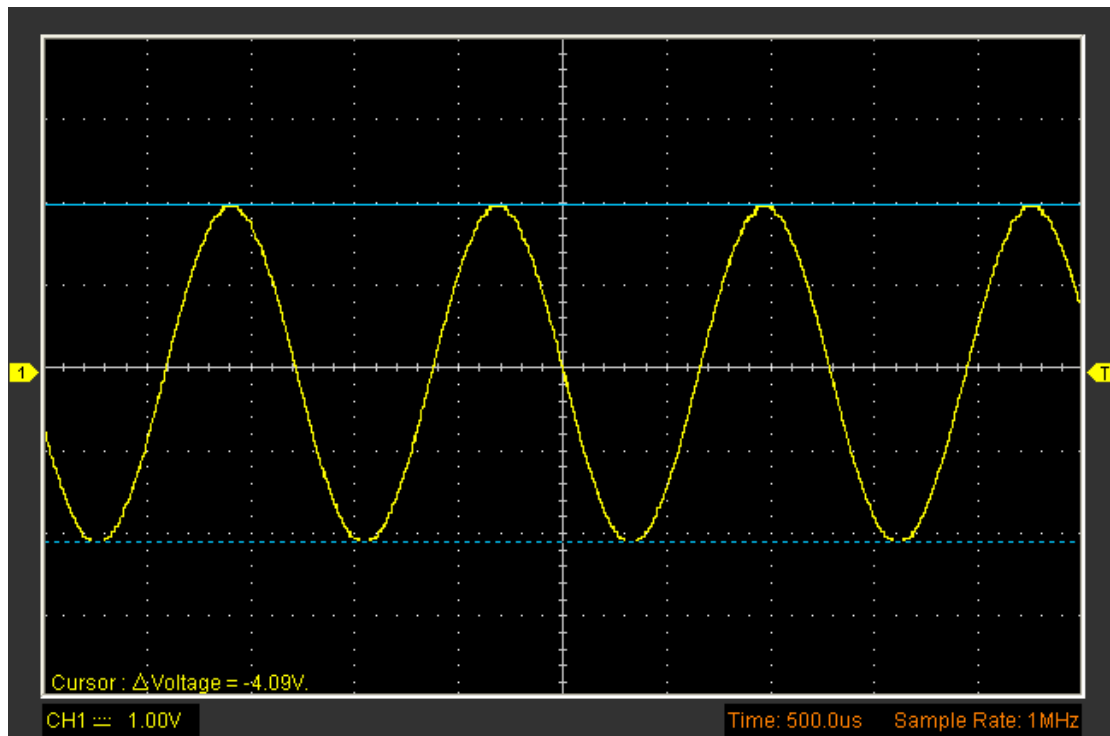 1
T
Cursor : △Voltage = -4.09V.
CH1 ⎓ 1.00V
Time: 500.0us Sample Rate: 1MHz